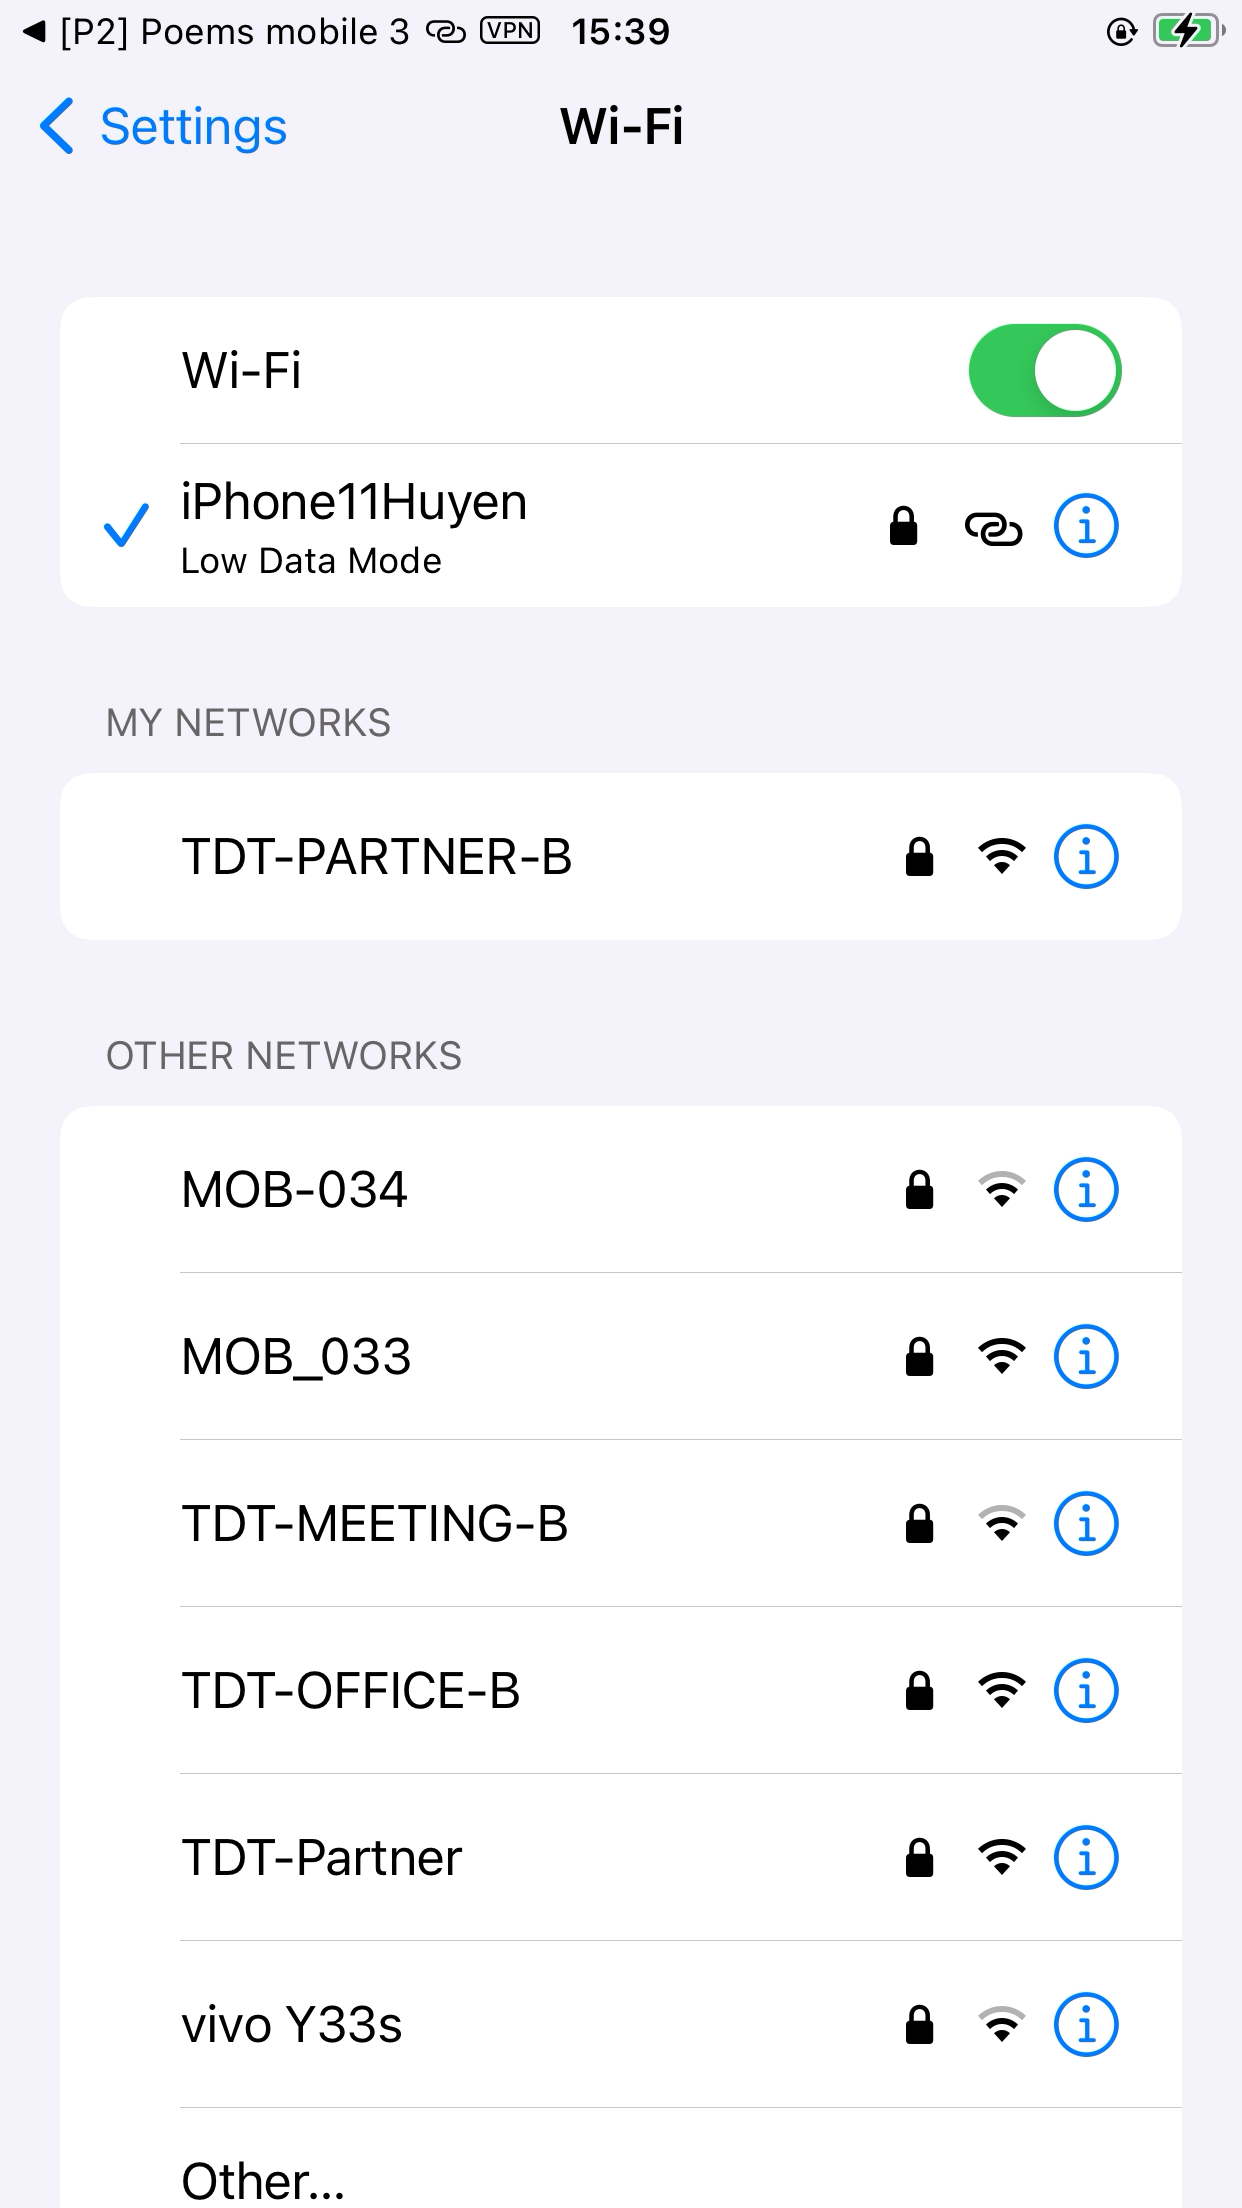 [P2] Poems mobile 3 VPN 15:39
Settings
Wi-Fi
Wi-Fi
iPhone11Huyen
Low Data Mode
MY NETWORKS
TDT-PARTNER-B
OTHER NETWORKS
MOB-034
MOB_033
TDT-MEETING-B
TDT-OFFICE-B
TDT-Partner
vivo Y33s
Other...